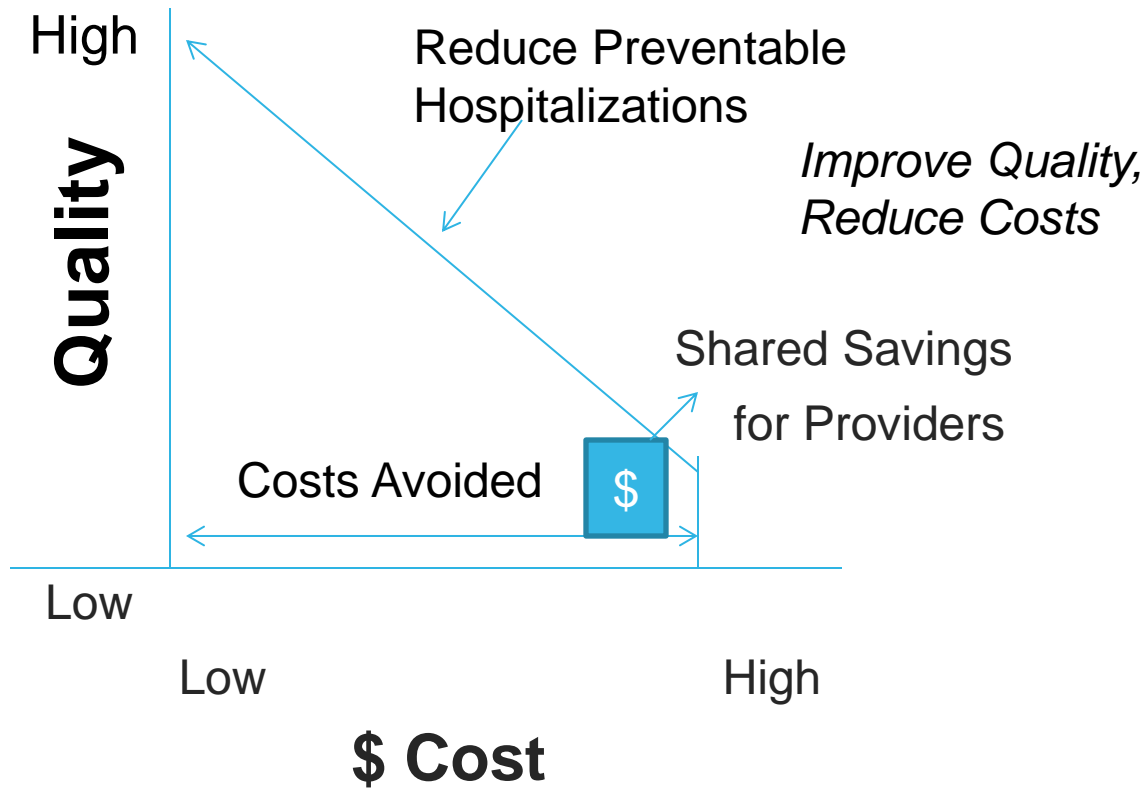 High
Reduce Preventable
Hospitalizations
Improve Quality,
Reduce Costs
Quality
Shared Savings
for Providers
Costs Avoided
$
Low
Low
High
$ Cost